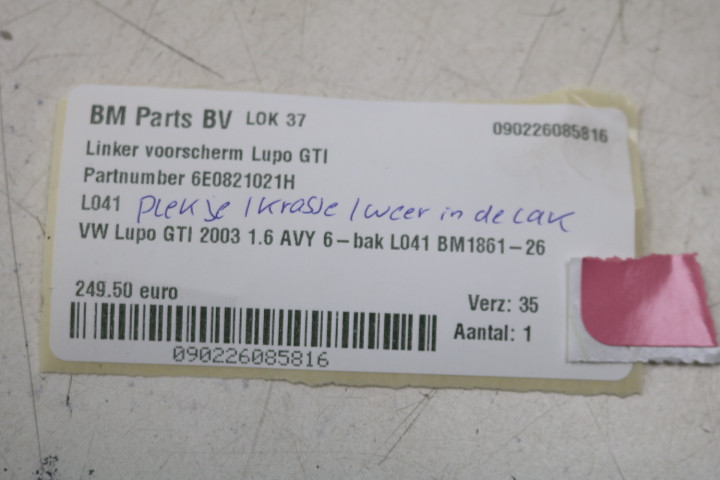 BM Parts BV LOK 37
090226085816
Linker voorscherm Lupo GTI
Partnumber 6E0821021H
L041 plekje / krasje / weer in de lak
VW Lupo GTI 2003 1.6 AVY 6-bak L041 BM1861-26
249.50 euro
Verz: 35
Aantal: 1
090226085816